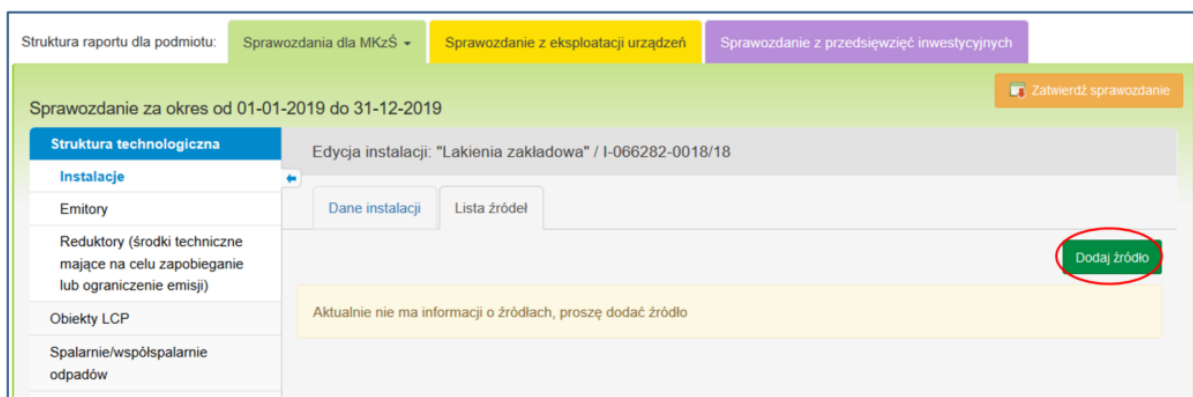 Struktura raportu dla podmiotu:
Sprawozdania dla MKzŚ
Sprawozdanie z eksploatacji urządzeń
Sprawozdanie z przedsięwzięć inwestycyjnych
Zatwierdź sprawozdanie
Sprawozdanie za okres od 01-01-2019 do 31-12-2019
Struktura technologiczna
Instalacje
Emitory
Reduktory (środki techniczne
mające na celu zapobieganie
lub ograniczenie emisji)
Obiekty LCP
Spalarnie/współspalarnie
odpadów
Edycja instalacji: "Lakienia zakładowa" / I-066282-0018/18
Dane instalacji
Lista źródeł
Dodaj źródło
Aktualnie nie ma informacji o źródłach, proszę dodać źródło